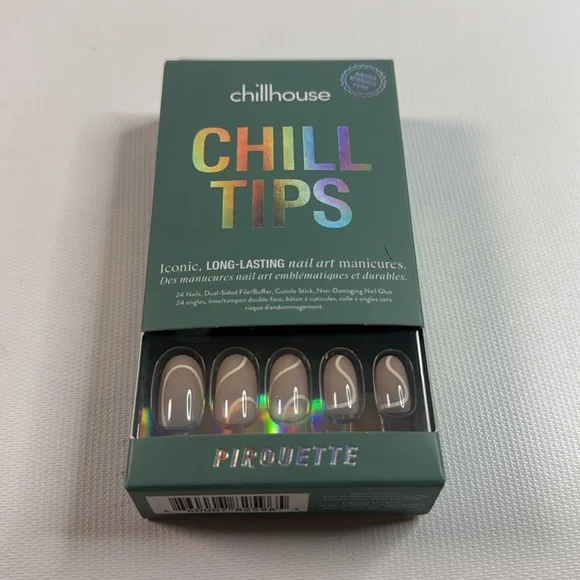 chillhouse
CHILL
TIPS
Iconic, LONG-LASTING nail art manicures.
Des manucures nail art emblématiques et durables.
24 Nails, Dual-Sided File/Buffer, Cuticle Stick, Non-Damaging Nail Glue
24 ongles, lime/tampon double face, bâton à cuticules, colle à ongles sans
risque d'endommagement.
PIROUETTE